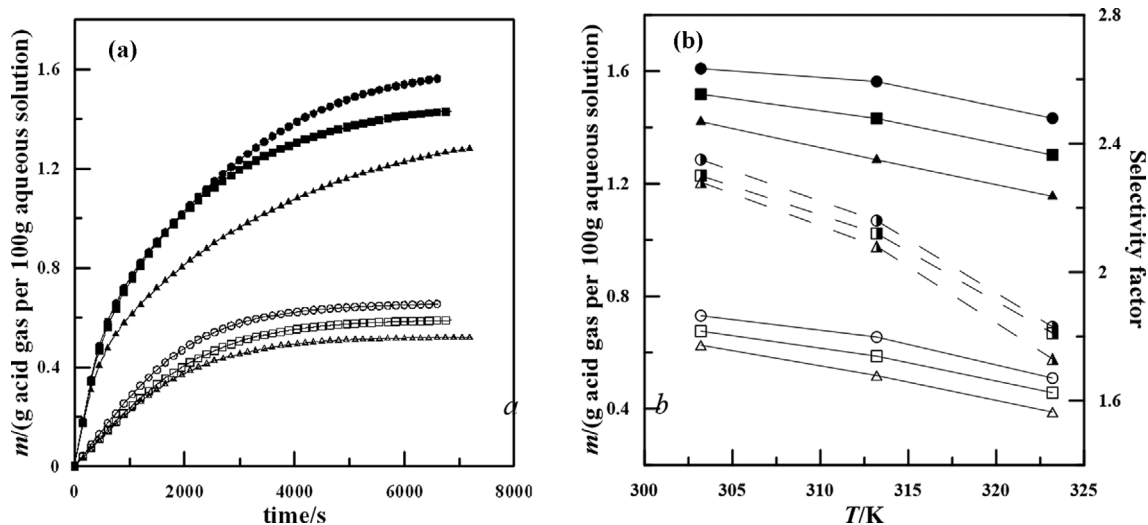 (a)
m/(g acid gas per 100g aqueous solution)
1.6
1.2
0.8
0.4
0
a
0
2000
4000
6000
8000
time/s
(b)
m/(g acid gas per 100g aqueous solution)
1.6
1.2
0.8
0.4
b
300
305
310
315
320
325
T/K
2.8
2.4
2
1.6
Selectivity factor